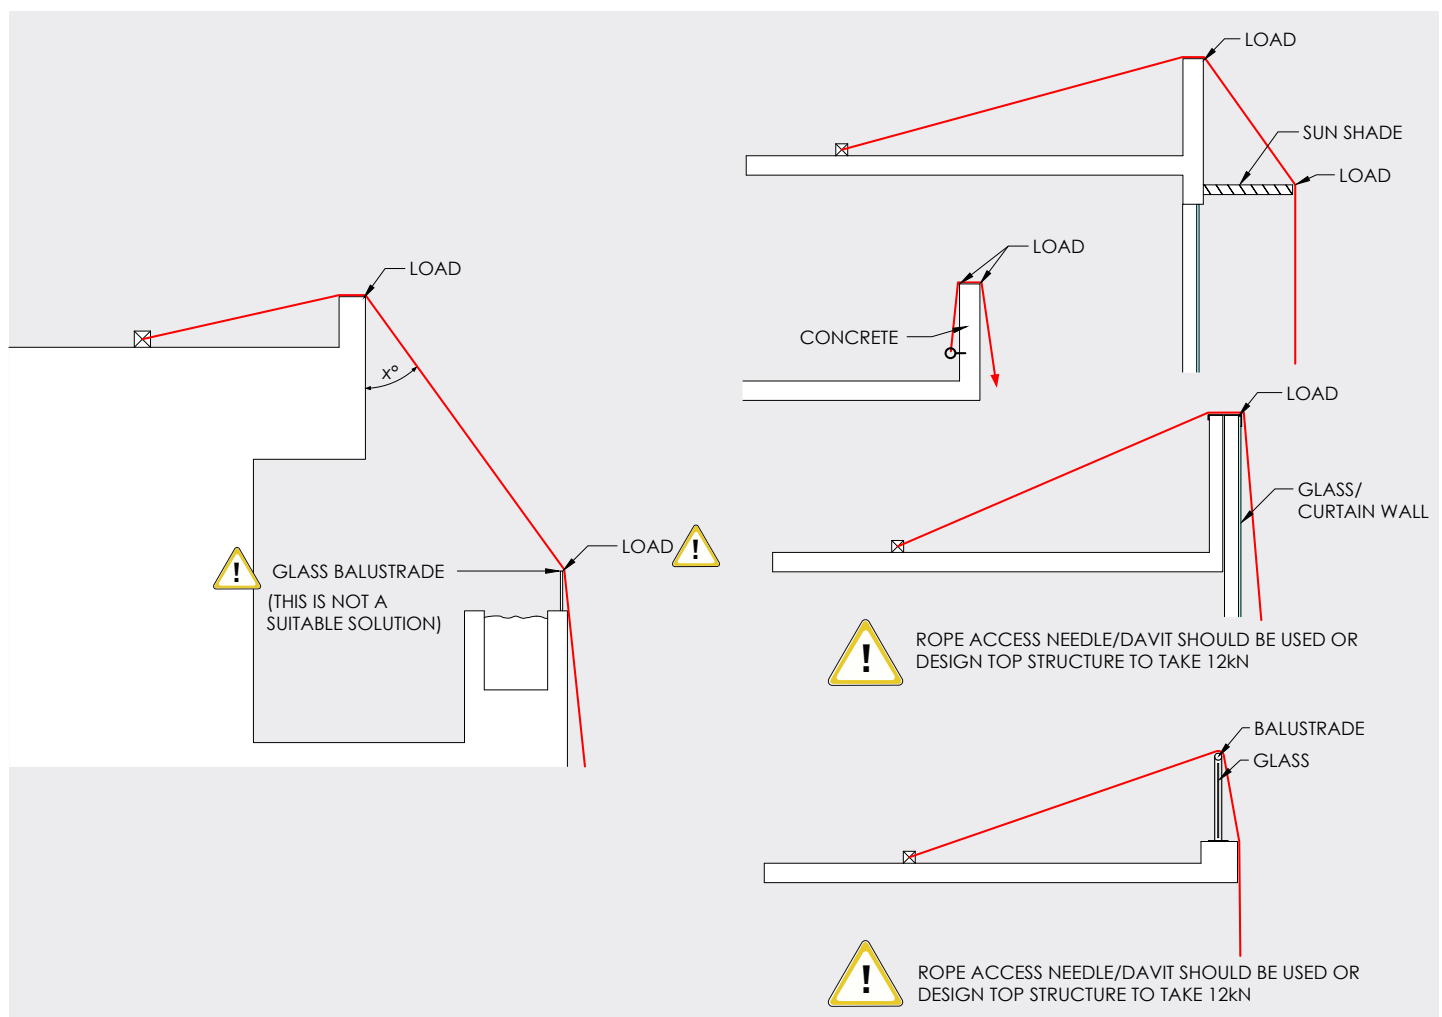 LOAD
x°
LOAD
GLASS BALUSTRADE
(THIS IS NOT A
SUITABLE SOLUTION)
LOAD
SUN SHADE
LOAD
LOAD
CONCRETE
LOAD
GLASS/
CURTAIN WALL
ROPE ACCESS NEEDLE/DAVIT SHOULD BE USED OR
DESIGN TOP STRUCTURE TO TAKE 12kN
BALUSTRADE
GLASS
ROPE ACCESS NEEDLE/DAVIT SHOULD BE USED OR
DESIGN TOP STRUCTURE TO TAKE 12kN